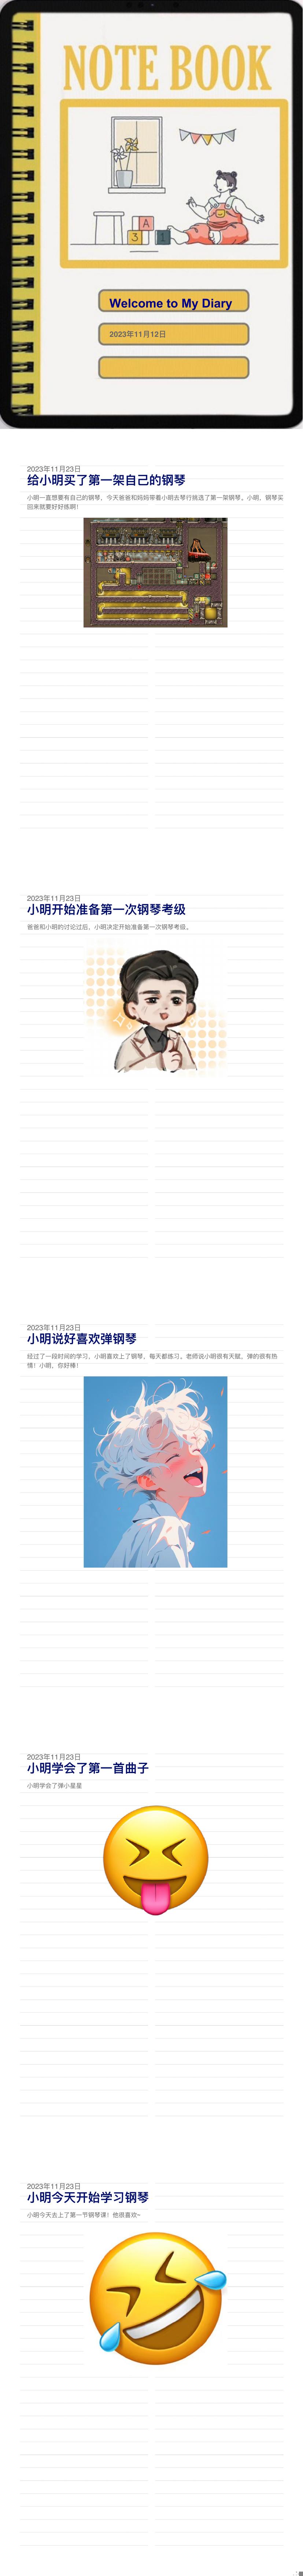 NOTE BOOK
A
3
1
Welcome to My Diary
2023年11月12日
2023年11月23日
给小明买了第一架自己的钢琴
小明一直想要有自己的钢琴，今天爸爸和妈妈带着小明去琴行挑选了第一架钢琴。小明，钢琴买
回来就要好好练啊！
2023年11月23日
小明开始准备第一次钢琴考级
爸爸和小明的讨论过后，小明决定开始准备第一次钢琴考级。
2023年11月23日
小明说好喜欢弹钢琴
经过了一段时间的学习，小明喜欢上了钢琴，每天都练习。老师说小明很有天赋，弹的很有热
情！小明，你好棒！
2023年11月23日
小明学会了第一首曲子
小明学会了弹小星星
2023年11月23日
小明今天开始学习钢琴
小明今天去上了第一节钢琴课！他很喜欢~